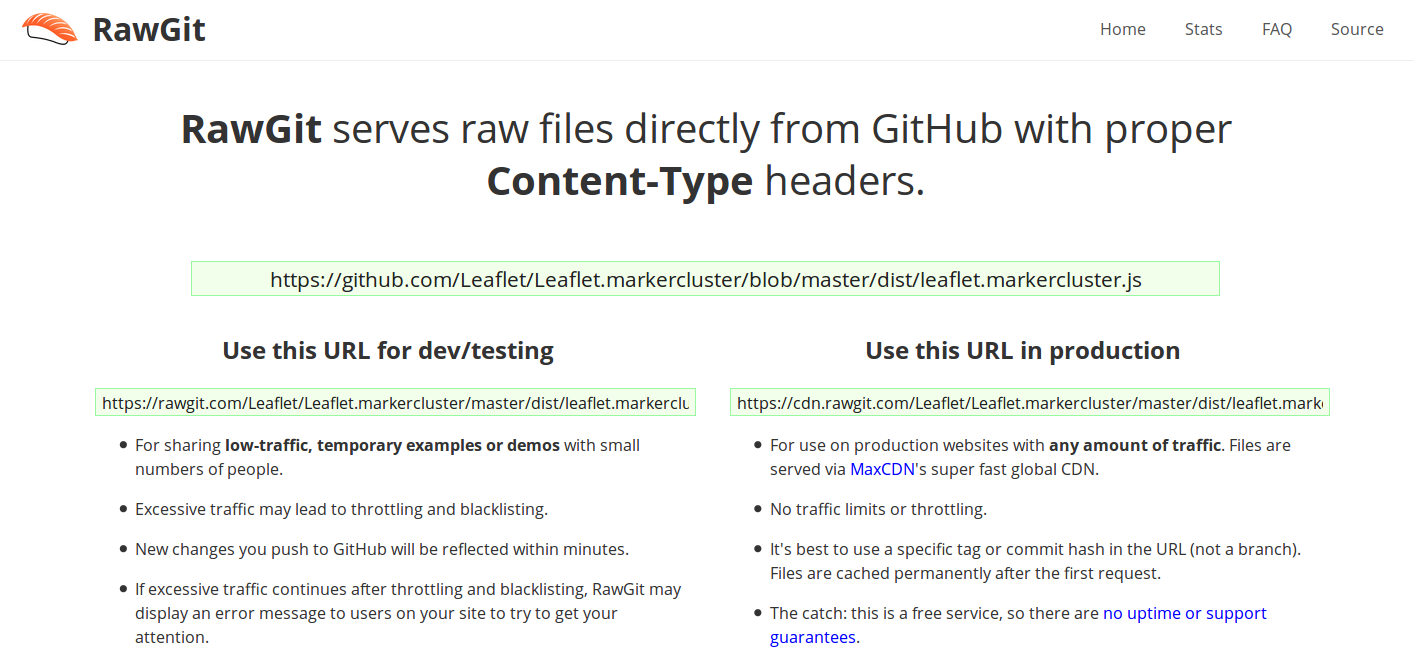 RawGit
Home
Stats
FAQ
Source
RawGit serves raw files directly from GitHub with proper
Content-Type headers.
https://github.com/Leaflet/Leaflet.markercluster/blob/master/dist/leaflet.markercluster.js
Use this URL for dev/testing
https://rawgit.com/Leaflet/Leaflet.markercluster/master/dist/leaflet.markerclu
For sharing low-traffic, temporary examples or demos with small
numbers of people.
Excessive traffic may lead to throttling and blacklisting.
New changes you push to GitHub will be reflected within minutes.
If excessive traffic continues after throttling and blacklisting, RawGit may
display an error message to users on your site to try to get your
attention.
Use this URL in production
https://cdn.rawgit.com/Leaflet/Leaflet.markercluster/master/dist/leaflet.mark
For use on production websites with any amount of traffic. Files are
served via MaxCDN's super fast global CDN.
No traffic limits or throttling.
It's best to use a specific tag or commit hash in the URL (not a branch).
Files are cached permanently after the first request.
The catch: this is a free service, so there are no uptime or support
guarantees.